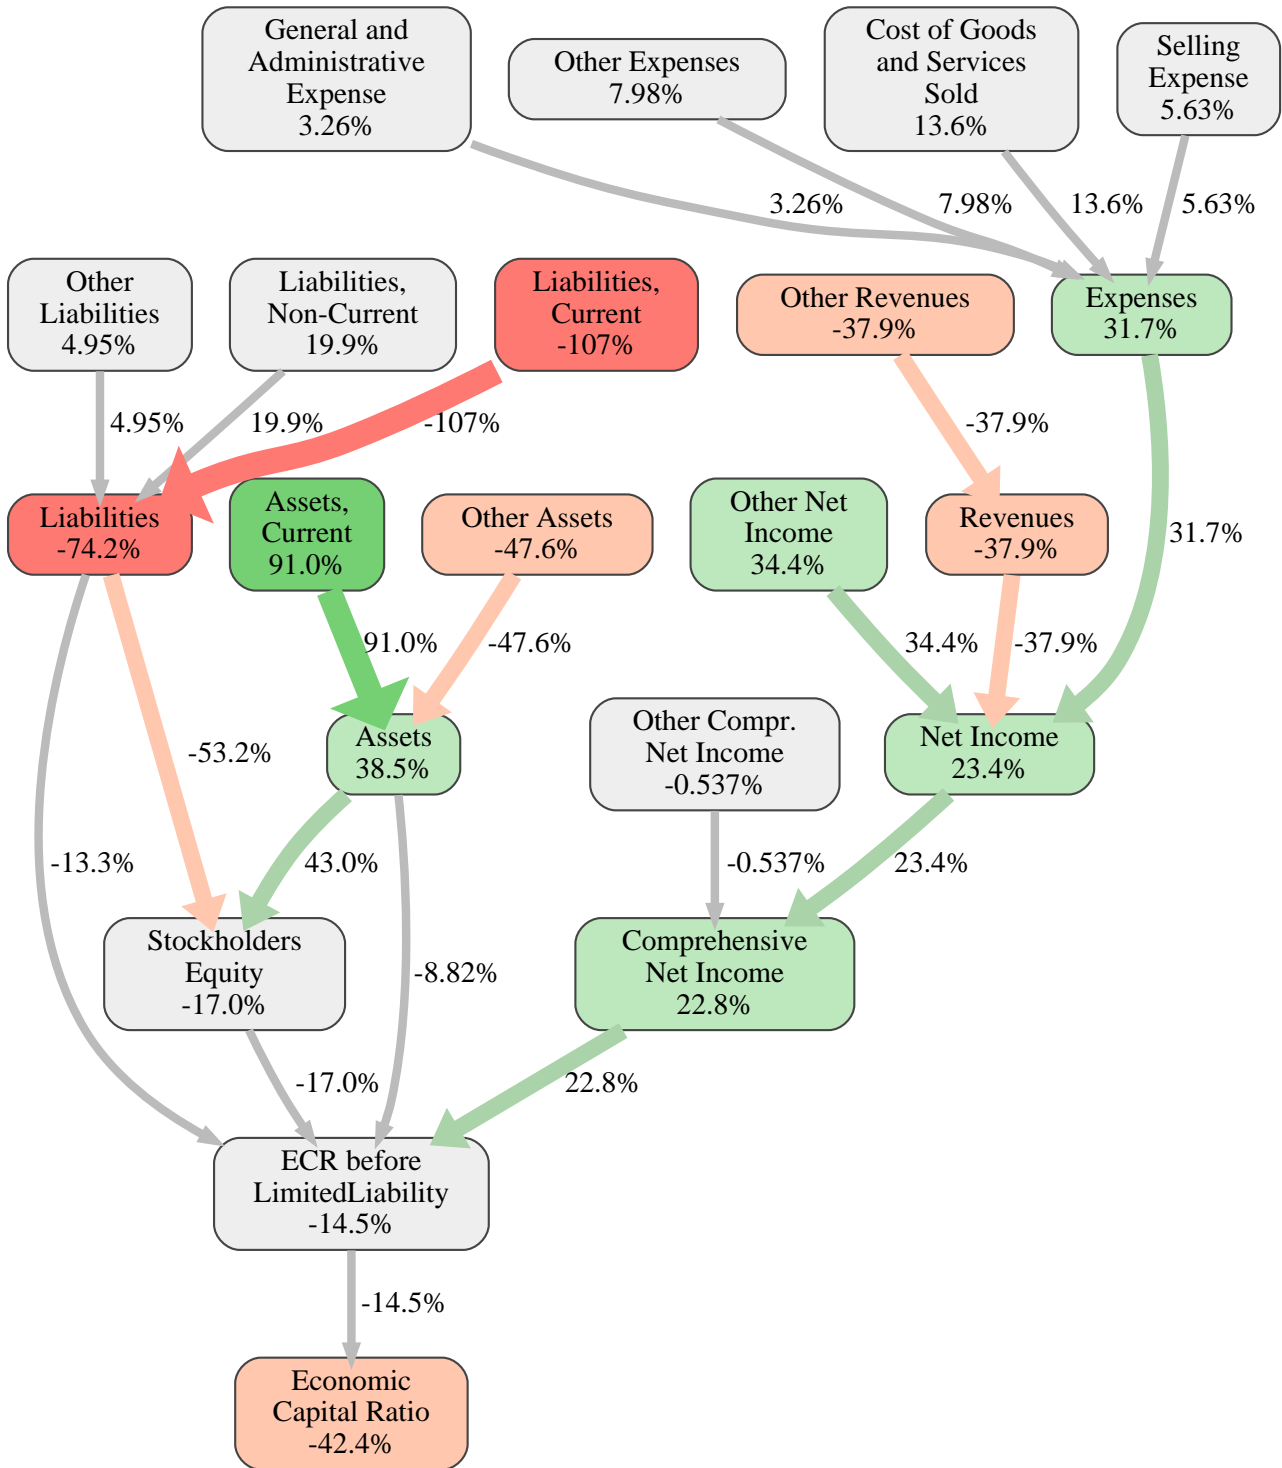 General and
Administrative
Expense
3.26%
Other Expenses
7.98%
Cost of Goods
and Services
Sold
13.6%
Selling
Expense
5.63%
3.26%
7.98%
13.6%
5.63%
Other
Liabilities
4.95%
Liabilities,
Non-Current
19.9%
Liabilities,
Current
-107%
Other Revenues
-37.9%
Expenses
31.7%
4.95%
19.9%
-107%
-37.9%
Liabilities
-74.2%
Assets,
Current
91.0%
Other Assets
-47.6%
Other Net
Income
34.4%
Revenues
-37.9%
31.7%
91.0%
-47.6%
34.4%
-37.9%
-53.2%
Assets
38.5%
Other Compr.
Net Income
-0.537%
Net Income
23.4%
-13.3%
43.0%
-0.537%
23.4%
Stockholders
Equity
-17.0%
-8.82%
Comprehensive
Net Income
22.8%
-17.0%
22.8%
ECR before
LimitedLiability
-14.5%
-14.5%
Economic
Capital Ratio
-42.4%